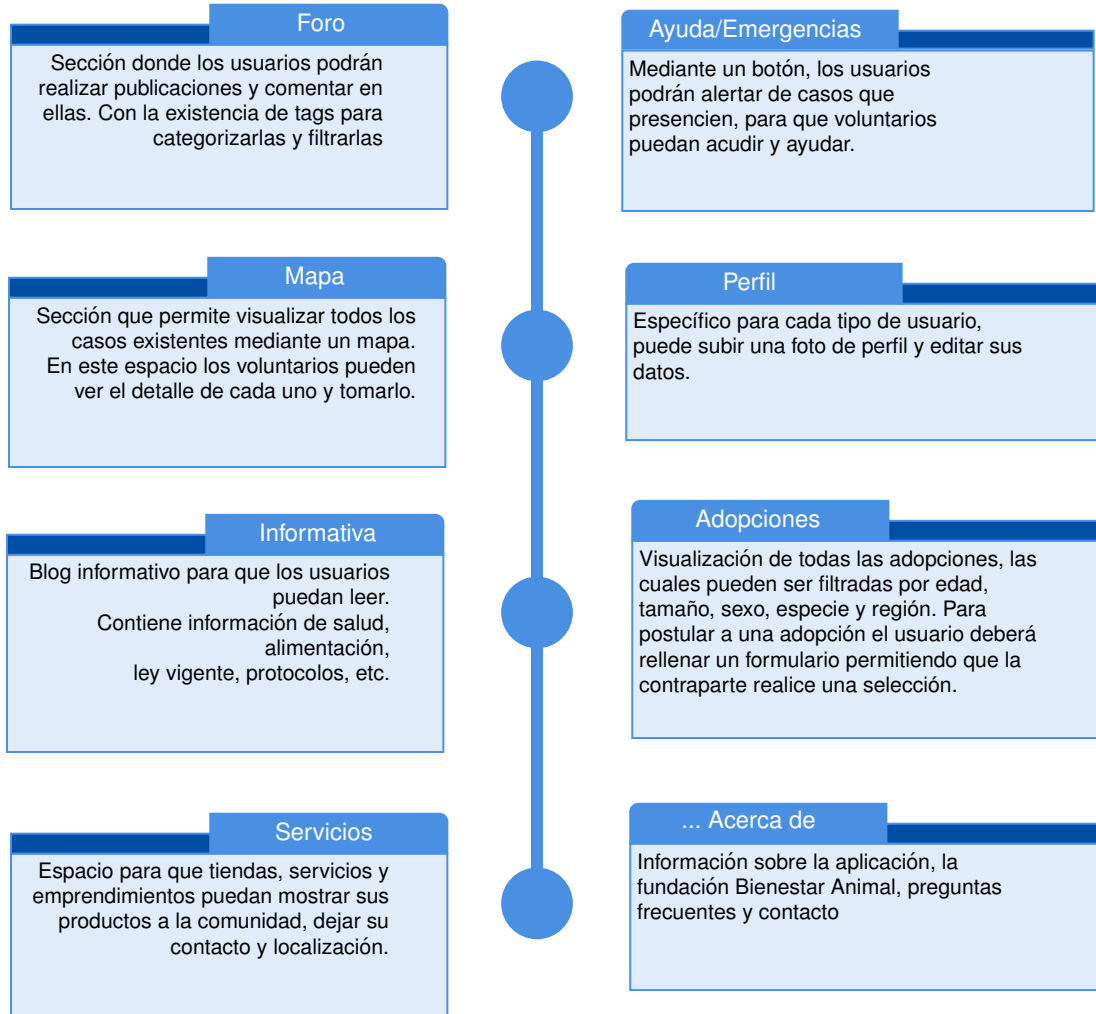 Foro
Sección donde los usuarios podrán
realizar publicaciones y comentar en
ellas. Con la existencia de tags para
categorizarlas y filtrarlas
Ayuda/Emergencias
Mediante un botón, los usuarios
podrán alertar de casos que
presencien, para que voluntarios
puedan acudir y ayudar.
Mapa
Sección que permite visualizar todos los
casos existentes mediante un mapa.
En este espacio los voluntarios pueden
ver el detalle de cada uno y tomarlo.
Perfil
Específico para cada tipo de usuario,
puede subir una foto de perfil y editar sus
datos.
Informativa
Blog informativo para que los usuarios
puedan leer.
Contiene información de salud,
alimentación,
ley vigente, protocolos, etc.
Adopciones
Visualización de todas las adopciones, las
cuales pueden ser filtradas por edad,
tamaño, sexo, especie y región. Para
postular a una adopción el usuario deberá
rellenar un formulario permitiendo que la
contraparte realice una selección.
Servicios
Espacio para que tiendas, servicios y
emprendimientos puedan mostrar sus
productos a la comunidad, dejar su
contacto y localización.
... Acerca de
Información sobre la aplicación, la
fundación Bienestar Animal, preguntas
frecuentes y contacto